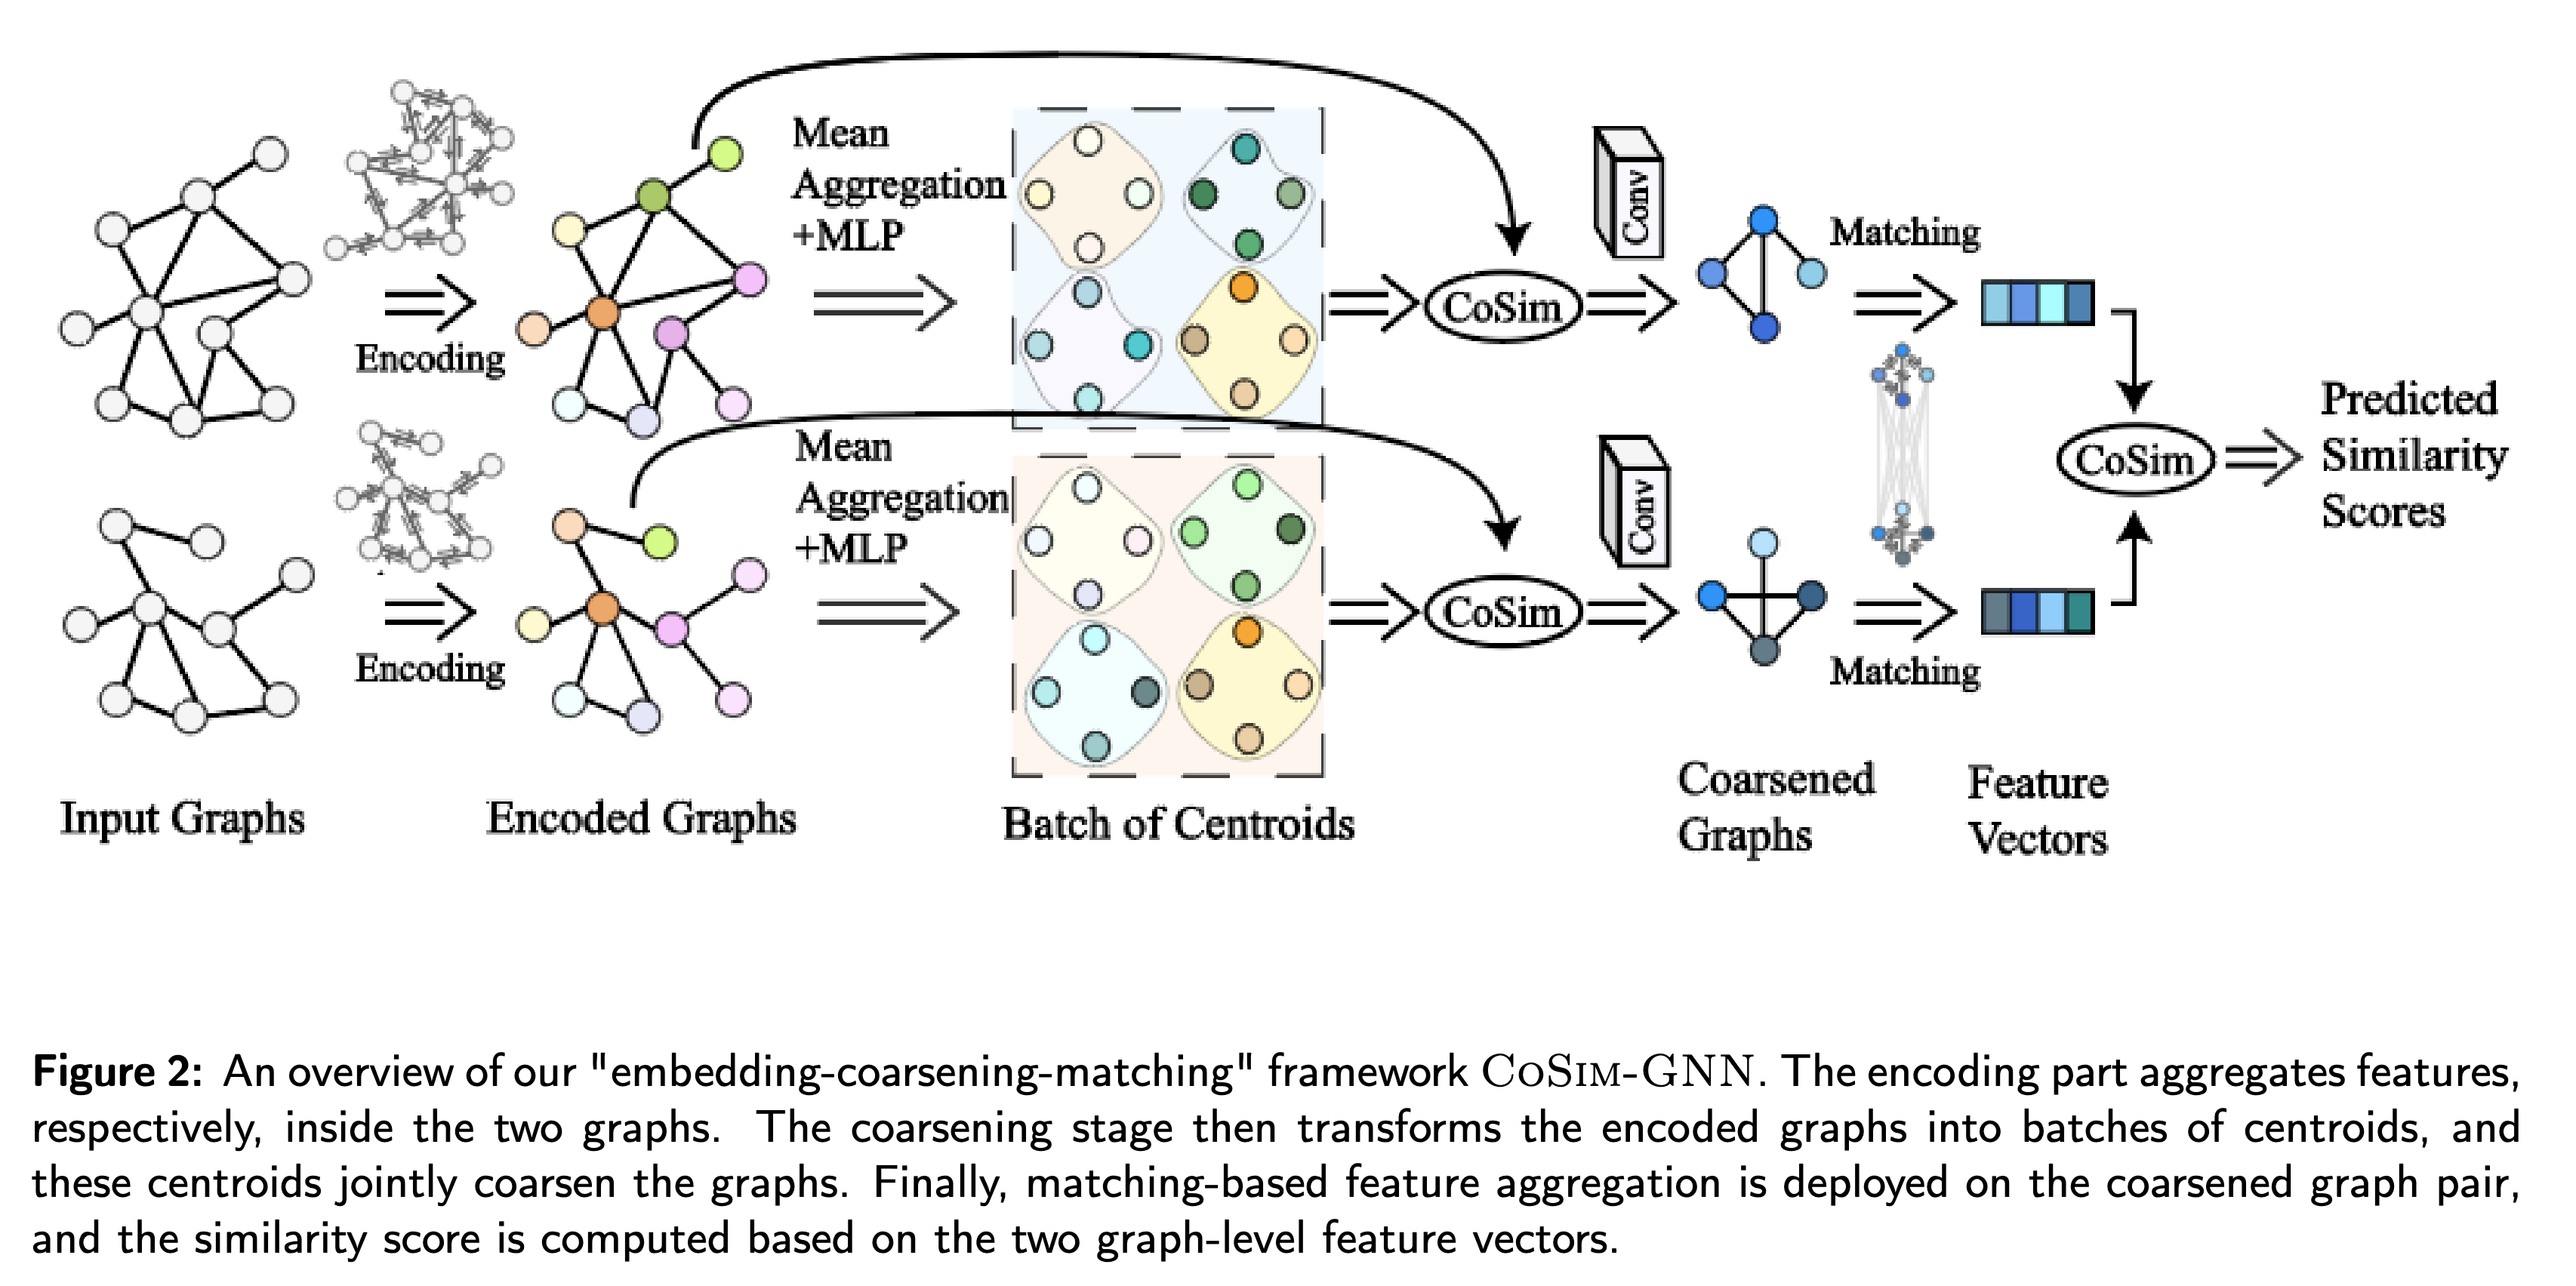 Mean
Aggregation
+MLP
Conv
Matching
CoSim
Encoding
Predicted
Similarity
Scores
CoSim
Mean
Aggregation
+MLP
Conv
CoSim
Encoding
Matching
Input Graphs
Encoded Graphs
Batch of Centroids
Coarsened
Graphs
Feature
Vectors
Figure 2: An overview of our "embedding-coarsening-matching" framework COSIM-GNN. The encoding part aggregates features,
respectively, inside the two graphs. The coarsening stage then transforms the encoded graphs into batches of centroids, and
these centroids jointly coarsen the graphs. Finally, matching-based feature aggregation is deployed on the coarsened graph pair,
and the similarity score is computed based on the two graph-level feature vectors.